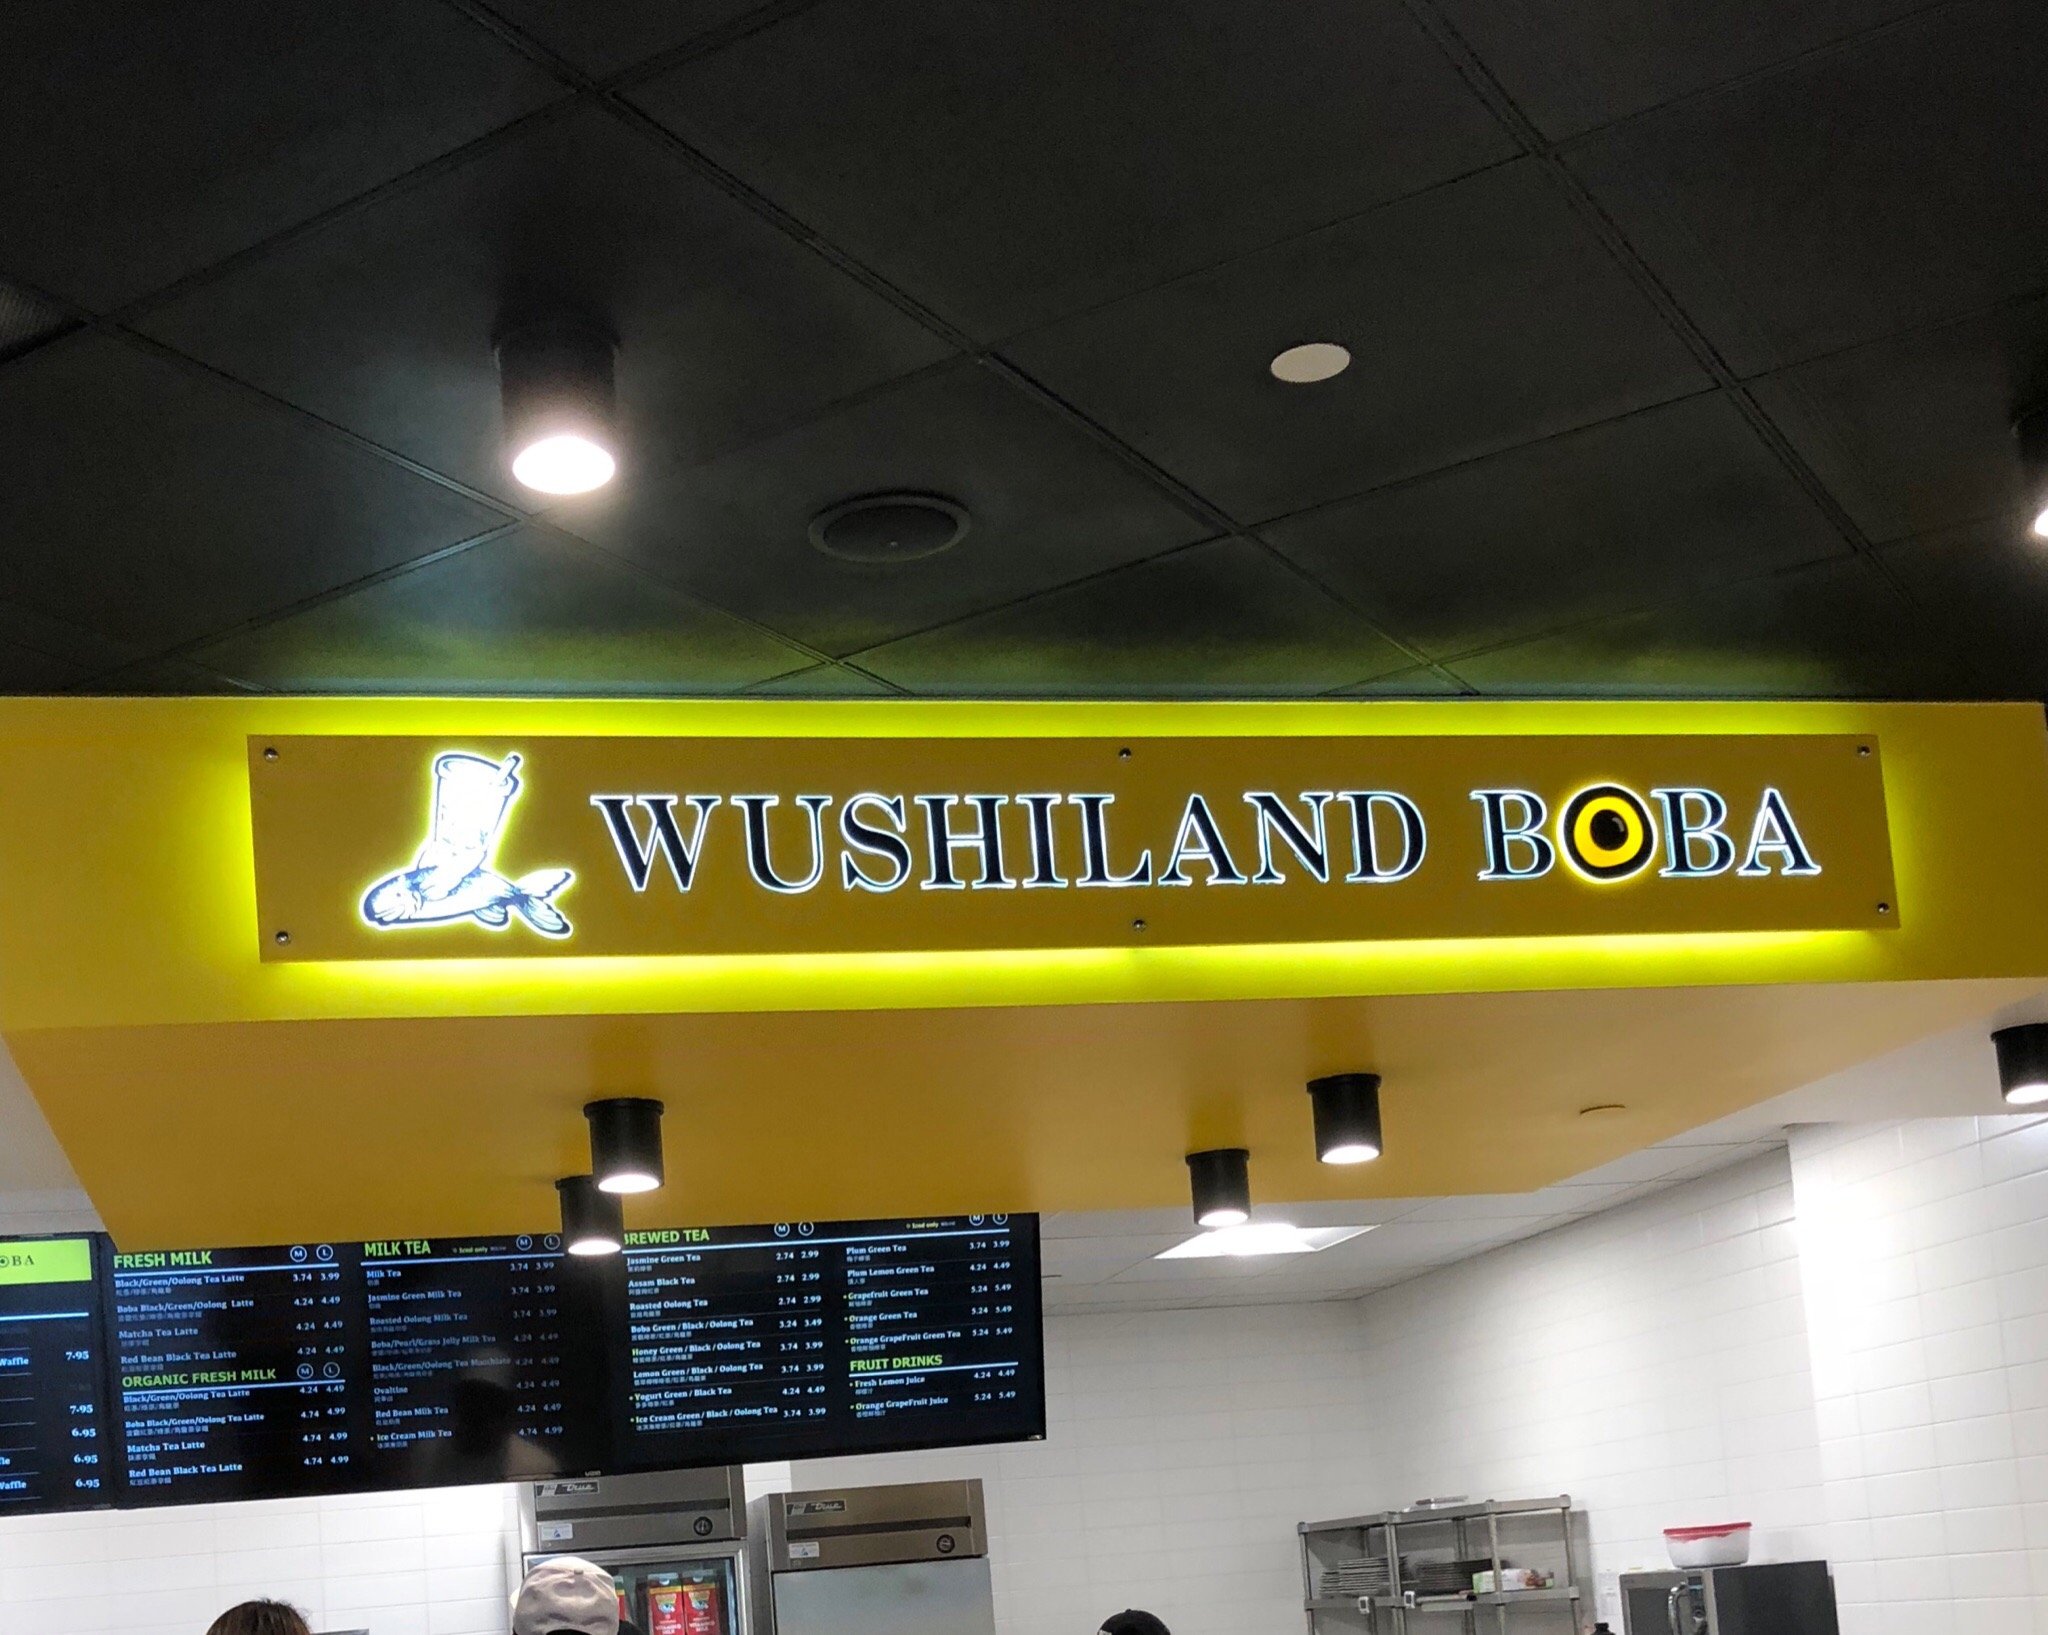 WUSHILAND BOBA
OBA
Waffle 7.95
7.95
6.95
6.95
Waffle 6.95
FRESH MILK M L
Black/Green/Oolong Tea Latte 3.74 3.99
Boba Black/Green/Oolong Latte 4.24 4.49
Matcha Tea Latte 4.24 4.49
Red Bean Black Tea Latte 4.24 4.49
ORGANIC FRESH MILK M L
Black/Green/Oolong Tea Latte 4.24 4.49
Boba Black/Green/Oolong Tea Latte 4.74 4.99
Matcha Tea Latte 4.74 4.99
Red Bean Black Tea Latte 4.74 4.99
MILK TEA Iced only M L
Milk Tea 3.74 3.99
Jasmine Green Milk Tea 3.74 3.99
Roasted Oolong Milk Tea 3.74 3.99
Boba/Pearl/Grass Jelly Milk Tea 4.24 4.49
Black/Green/Oolong Tea Macchiato 4.24 4.49
Ovaltine 4.24 4.49
Red Bean Milk Tea 4.24 4.49
Ice Cream Milk Tea 4.74 4.99
BREWED TEA M L
Jasmine Green Tea 2.74 2.99
Assam Black Tea 2.74 2.99
Roasted Oolong Tea 2.74 2.99
Boba Green / Black / Oolong Tea 3.24 3.49
Honey Green / Black / Oolong Tea 3.74 3.99
Lemon Green / Black / Oolong Tea 3.74 3.99
Yogurt Green / Black Tea 4.24 4.49
Ice Cream Green / Black / Oolong Tea 3.74 3.99
Iced only M L
Plum Green Tea 3.74 3.99
Plum Lemon Green Tea 4.24 4.49
Grapefruit Green Tea 5.24 5.49
Orange Green Tea 5.24 5.49
Orange GrapeFruit Green Tea 5.24 5.49
FRUIT DRINKS
Fresh Lemon Juice 4.24 4.49
Orange GrapeFruit Juice 5.24 5.49
True
True
VITAMIN D
MILK